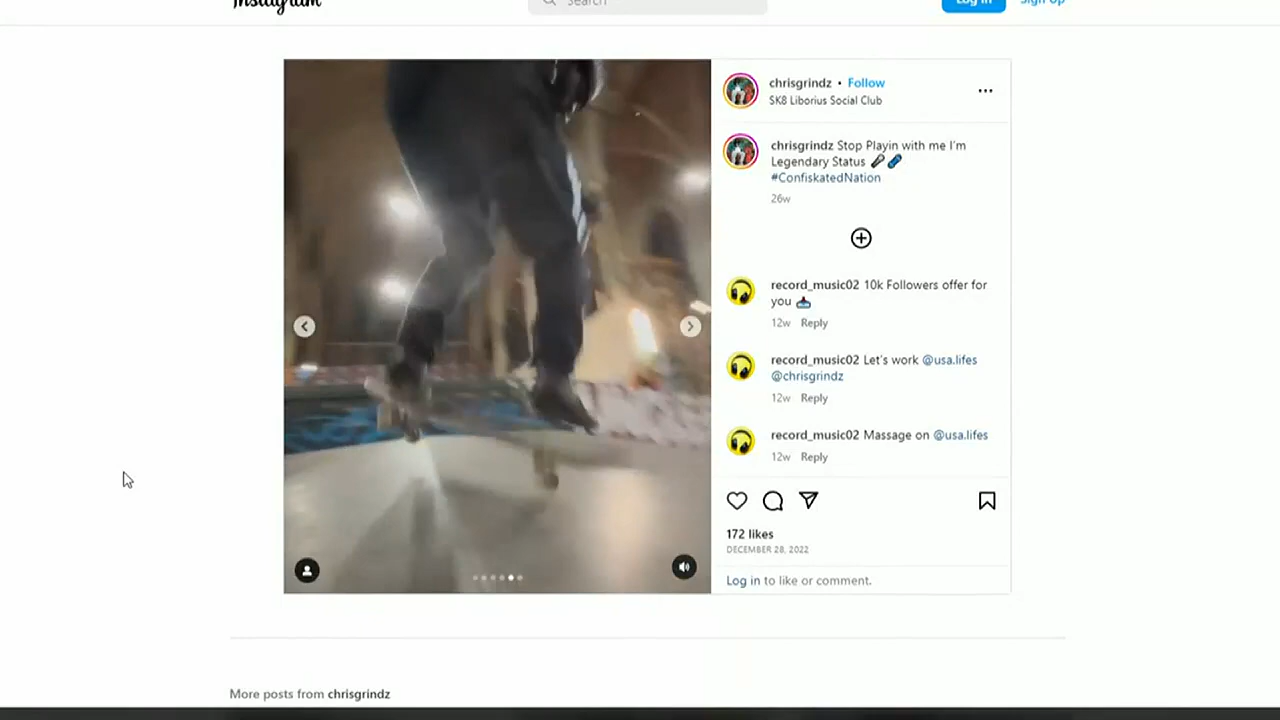 Instagram
Search
Log In
Sign Up
chrisgrindz • Follow
SK8 Liborius Social Club
chrisgrindz Stop Playin with me I'm
Legendary Status
#ConfiskatedNation
26w
record_music02 10k Followers offer for
you
12w Reply
record_music02 Let's work @usa.lifes
@chrisgrindz
12w Reply
record_music02 Massage on @usa.lifes
12w Reply
172 likes
DECEMBER 28, 2022
Log in to like or comment.
More posts from chrisgrindz